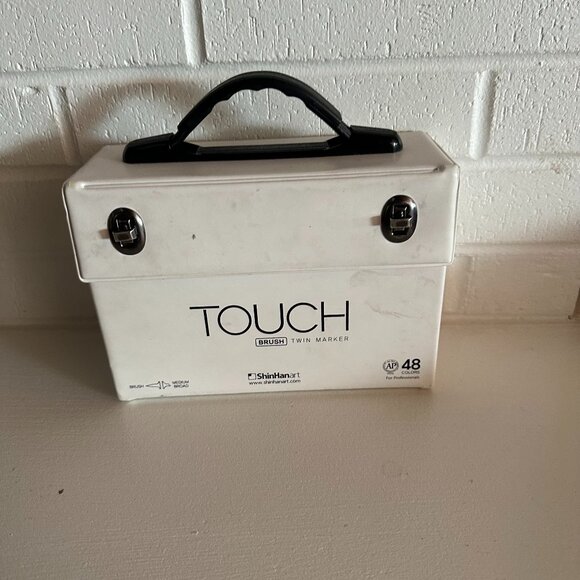 TOUCH
BRUSH TWIN MARKER
BRUSH MEDIUM BROAD
ShinHanart
www.shinhanart.com
AP 48
COLORS
For Professionals